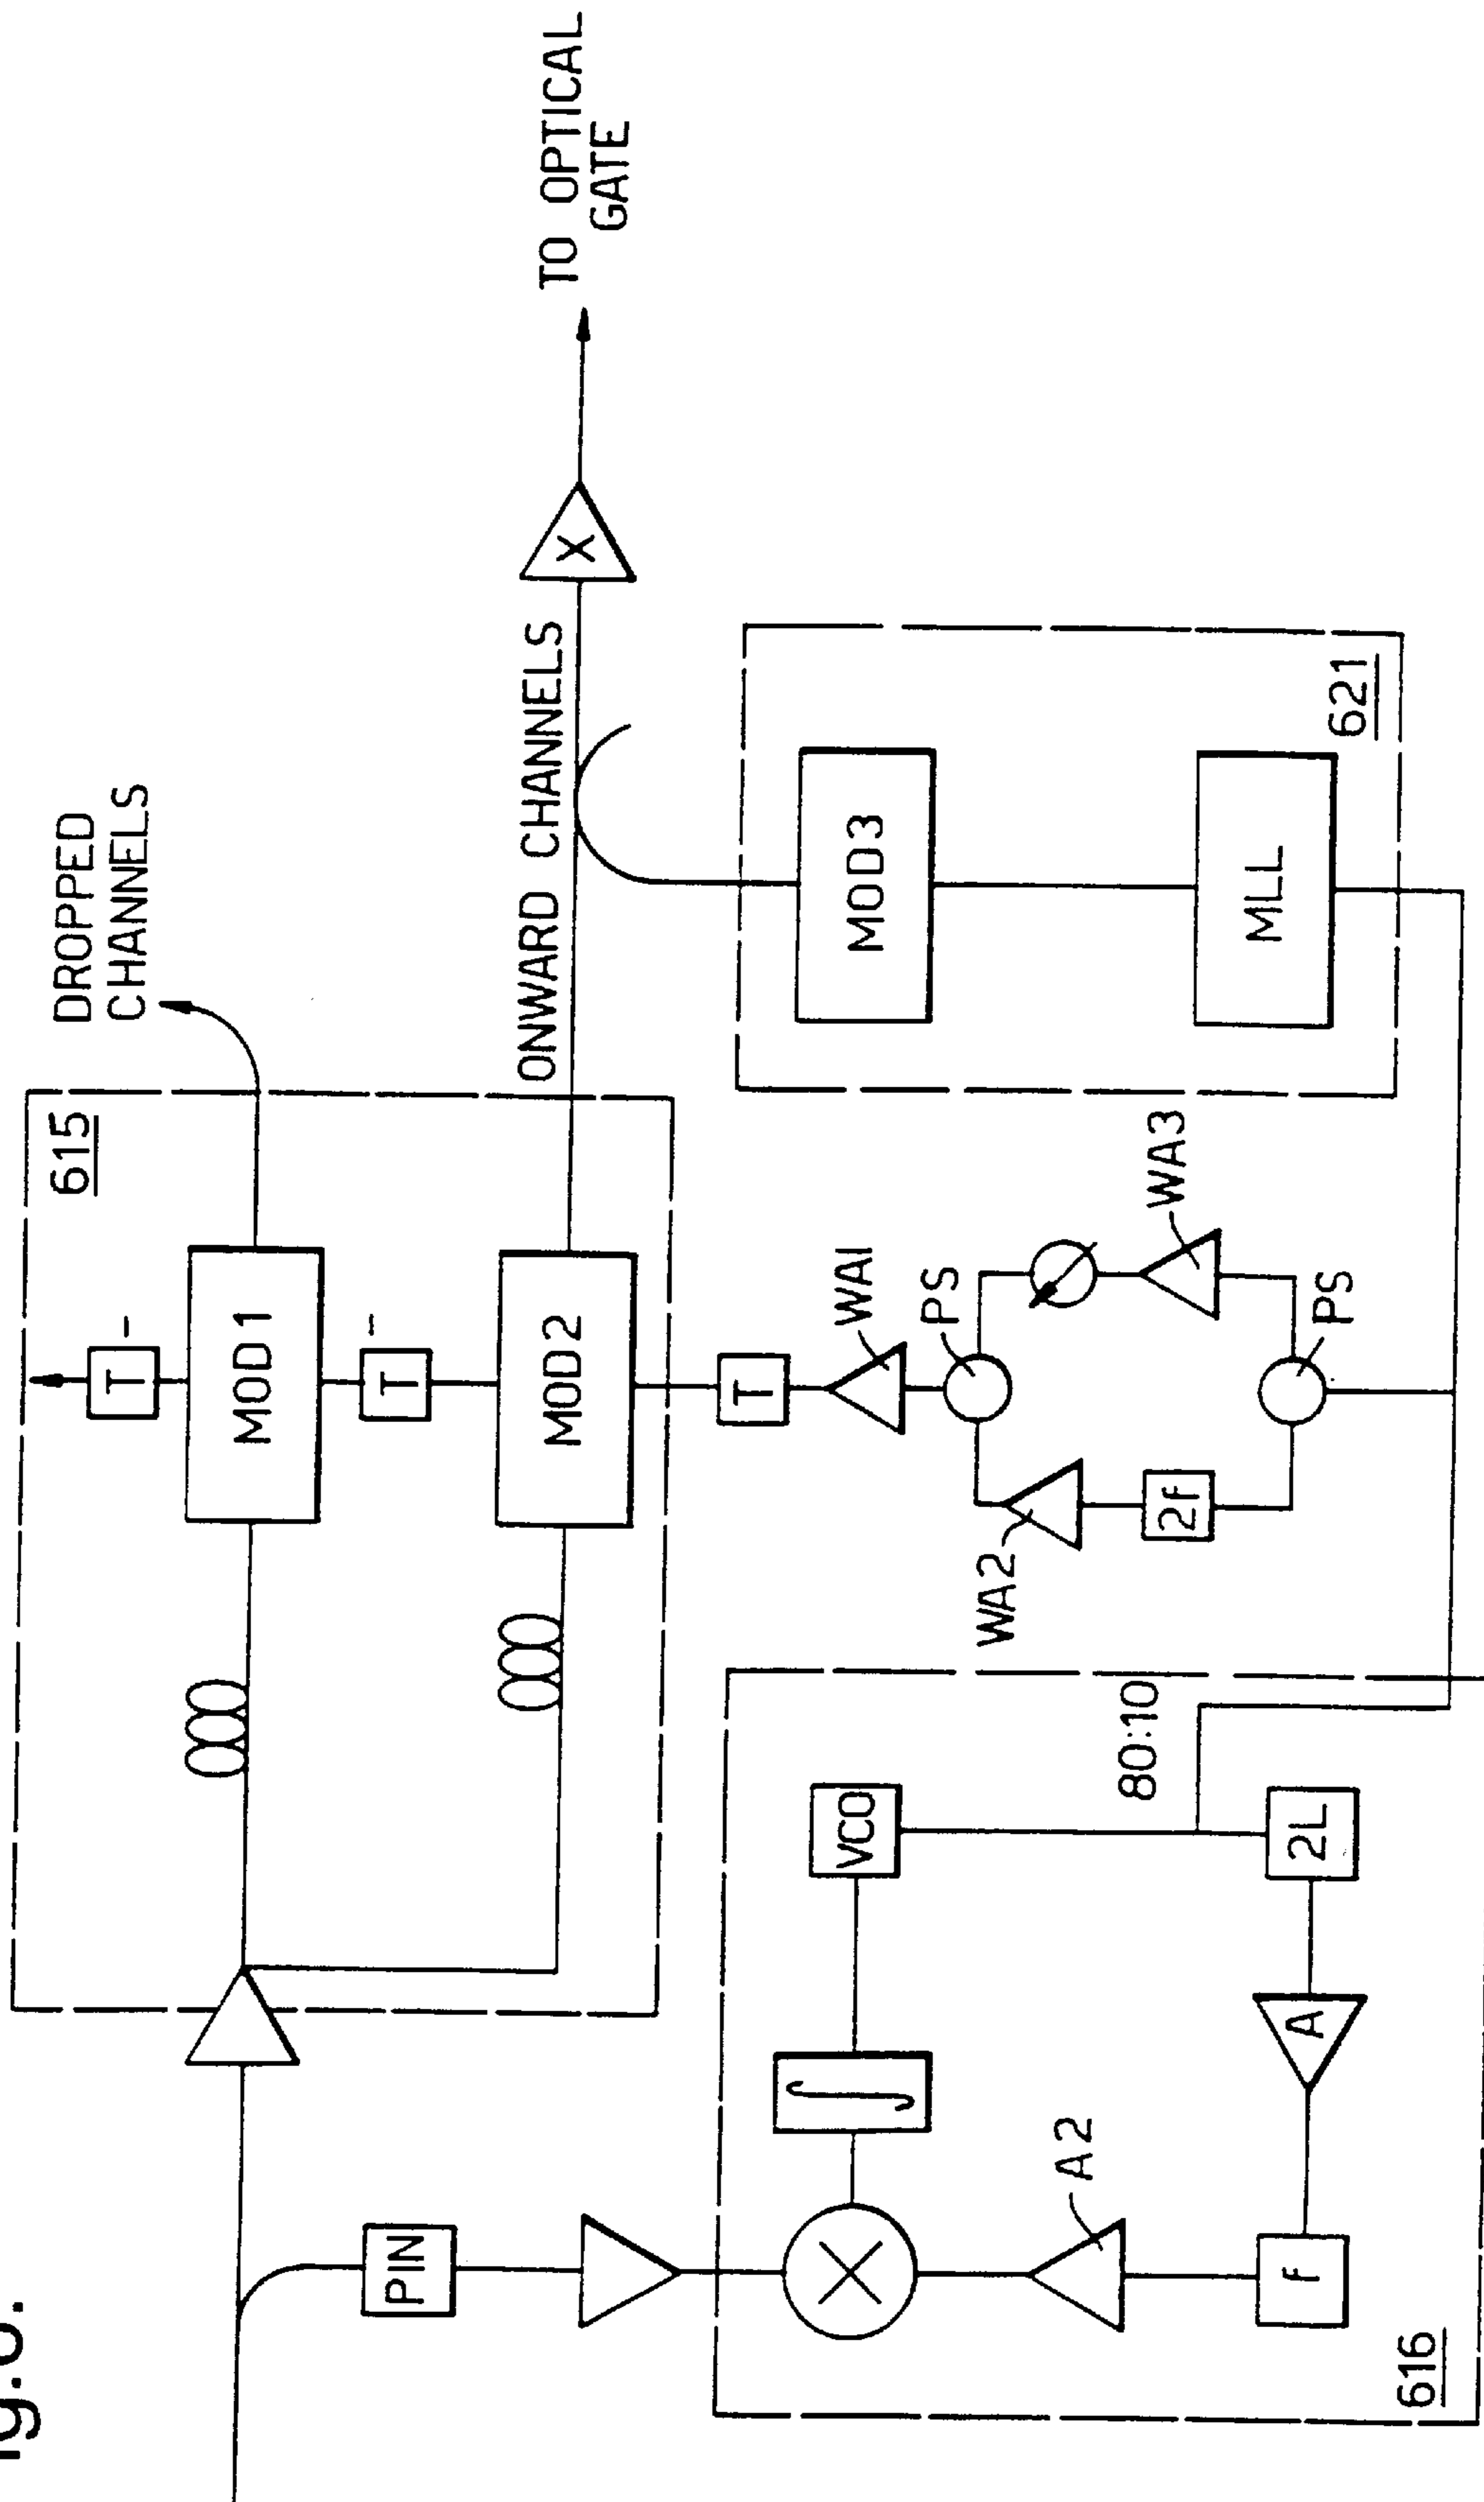 DROPPED
CHANNELS
615
T
MOD1
T
MOD2
ONWARD CHANNELS
X
TO OPTICAL
GATE
PIN
T
WA1
PS
WA2
2f
WA3
PS
MOD3
MILL
621
VCO
80:10
2L
A
∫
A2
f
616